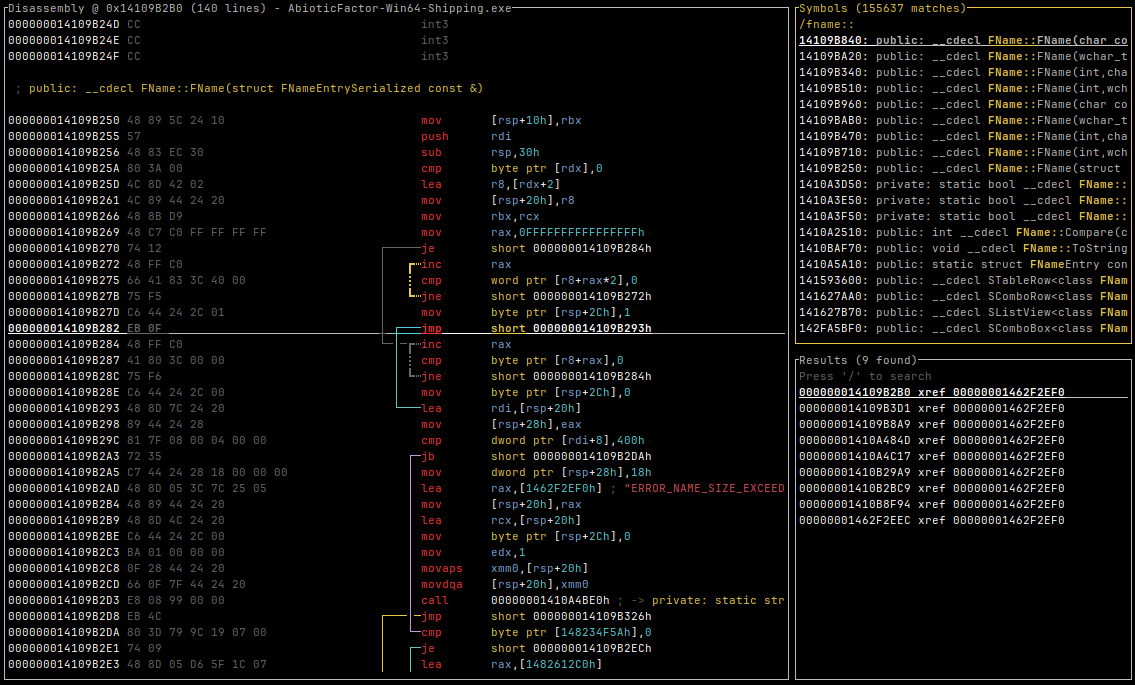 Disassembly @ 0x14109B2B0 (140 lines) - AbioticFactor-Win64-Shipping.exe
000000014109B24D CC int3
000000014109B24E CC int3
000000014109B24F CC int3
; public: __cdecl FName::FName(struct FNameEntrySerialized const &)
000000014109B250 48 89 5C 24 10 mov [rsp+10h],rbx
000000014109B255 57 push rdi
000000014109B256 48 83 EC 30 sub rsp,30h
000000014109B25A 80 3A 00 cmp byte ptr [rdx],0
000000014109B25D 4C 8D 42 02 lea r8,[rdx+2]
000000014109B261 4C 89 44 24 20 mov [rsp+20h],r8
000000014109B266 48 8B D9 mov rbx,rcx
000000014109B269 48 C7 C0 FF FF FF FF mov rax,0FFFFFFFFFFFFFFFFh
000000014109B270 74 12 je short 000000014109B284h
000000014109B272 48 FF C0 inc rax
000000014109B275 66 41 83 3C 40 00 cmp word ptr [r8+rax*2],0
000000014109B27B 75 F5 jne short 000000014109B272h
000000014109B27D C6 44 24 2C 01 mov byte ptr [rsp+2Ch],1
000000014109B282 EB 0F jmp short 000000014109B293h
000000014109B284 48 FF C0 inc rax
000000014109B287 41 80 3C 00 00 cmp byte ptr [r8+rax],0
000000014109B28C 75 F6 jne short 000000014109B284h
000000014109B28E C6 44 24 2C 00 mov byte ptr [rsp+2Ch],0
000000014109B293 48 8D 7C 24 20 lea rdi,[rsp+20h]
000000014109B298 89 44 24 28 mov [rsp+28h],eax
000000014109B29C 81 7F 08 00 04 00 00 cmp dword ptr [rdi+8],400h
000000014109B2A3 72 35 jb short 000000014109B2DAh
000000014109B2A5 C7 44 24 28 18 00 00 00 mov dword ptr [rsp+28h],18h
000000014109B2AD 48 8D 05 3C 7C 25 05 lea rax,[1462F2EF0h] ; "ERROR_NAME_SIZE_EXCEED
000000014109B2B4 48 89 44 24 20 mov [rsp+20h],rax
000000014109B2B9 48 8D 4C 24 20 lea rcx,[rsp+20h]
000000014109B2BE C6 44 24 2C 00 mov byte ptr [rsp+2Ch],0
000000014109B2C3 BA 01 00 00 00 mov edx,1
000000014109B2C8 0F 28 44 24 20 movaps xmm0,[rsp+20h]
000000014109B2CD 66 0F 7F 44 24 20 movdqa [rsp+20h],xmm0
000000014109B2D3 E8 08 99 00 00 call 00000001410A4BE0h ; -> private: static str
000000014109B2D8 EB 4C jmp short 000000014109B326h
000000014109B2DA 80 3D 79 9C 19 07 00 cmp byte ptr [148234F5Ah],0
000000014109B2E1 74 09 je short 000000014109B2ECh
000000014109B2E3 48 8D 05 D6 5F 1C 07 lea rax,[1482612C0h]
Symbols (155637 matches)
/fname::
14109B840: public: __cdecl FName::FName(char co
14109BA20: public: __cdecl FName::FName(wchar_t
14109B340: public: __cdecl FName::FName(int,cha
14109B510: public: __cdecl FName::FName(int,wch
14109B960: public: __cdecl FName::FName(char co
14109BAB0: public: __cdecl FName::FName(wchar_t
14109B470: public: __cdecl FName::FName(int,cha
14109B710: public: __cdecl FName::FName(int,wch
14109B250: public: __cdecl FName::FName(struct
1410A3D50: private: static bool __cdecl FName::
1410A3E50: private: static bool __cdecl FName::
1410A3F50: private: static bool __cdecl FName::
1410A2510: public: int __cdecl FName::Compare(c
1410BAF70: public: void __cdecl FName::ToString
1410A5A10: public: static struct FNameEntry con
141593600: public: __cdecl STableRow<class FNam
141627AA0: public: __cdecl SComboRow<class FNam
141627B70: public: __cdecl SListView<class FNam
142FA5BF0: public: __cdecl SComboBox<class FNam
Results (9 found)
Press '/' to search
000000014109B2B0 xref 00000001462F2EF0
000000014109B3D1 xref 00000001462F2EF0
000000014109B8A9 xref 00000001462F2EF0
00000001410A484D xref 00000001462F2EF0
00000001410A4C17 xref 00000001462F2EF0
00000001410B29A9 xref 00000001462F2EF0
00000001410B2BC9 xref 00000001462F2EF0
00000001410B8F94 xref 00000001462F2EF0
00000001462F2EEC xref 00000001462F2EF0